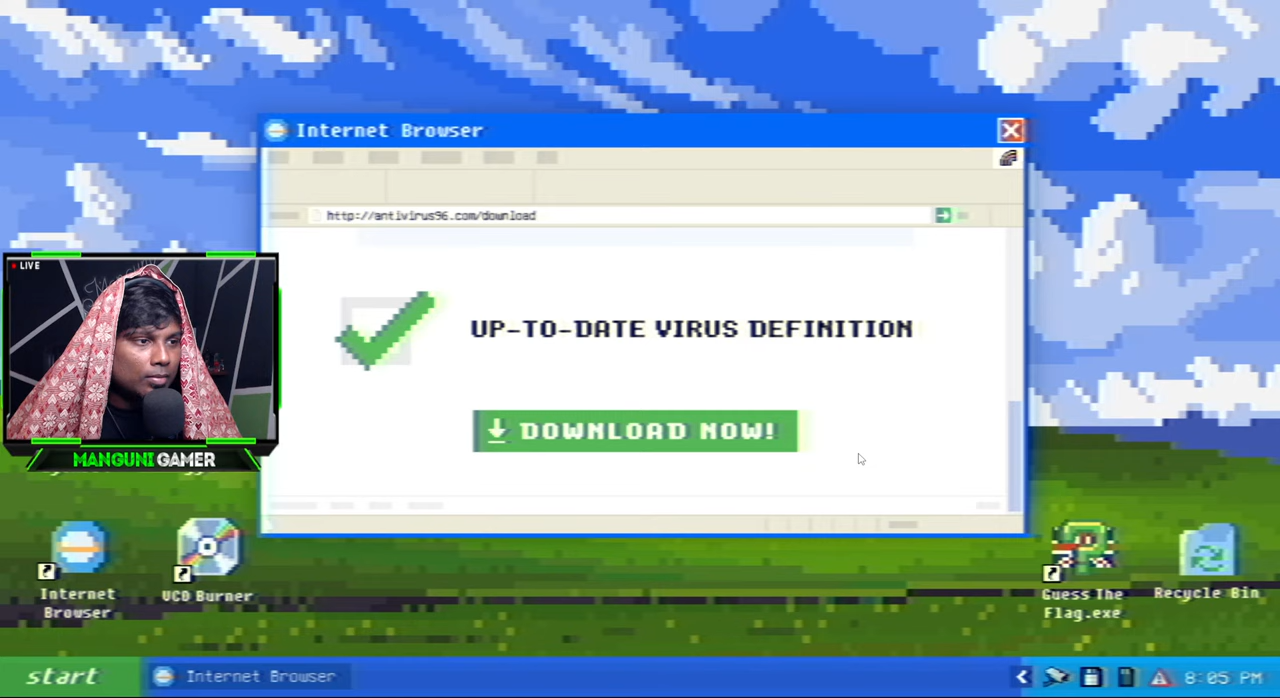 Internet Browser
http://antivirus96.com/download
UP-TO-DATE VIRUS DEFINITION
DOWNLOAD NOW!
LIVE
MANGUNI GAMER
Internet
Browser
VCD Burner
Guess The
Flag.exe
Recycle Bin
start
Internet Browser
8:05 PM